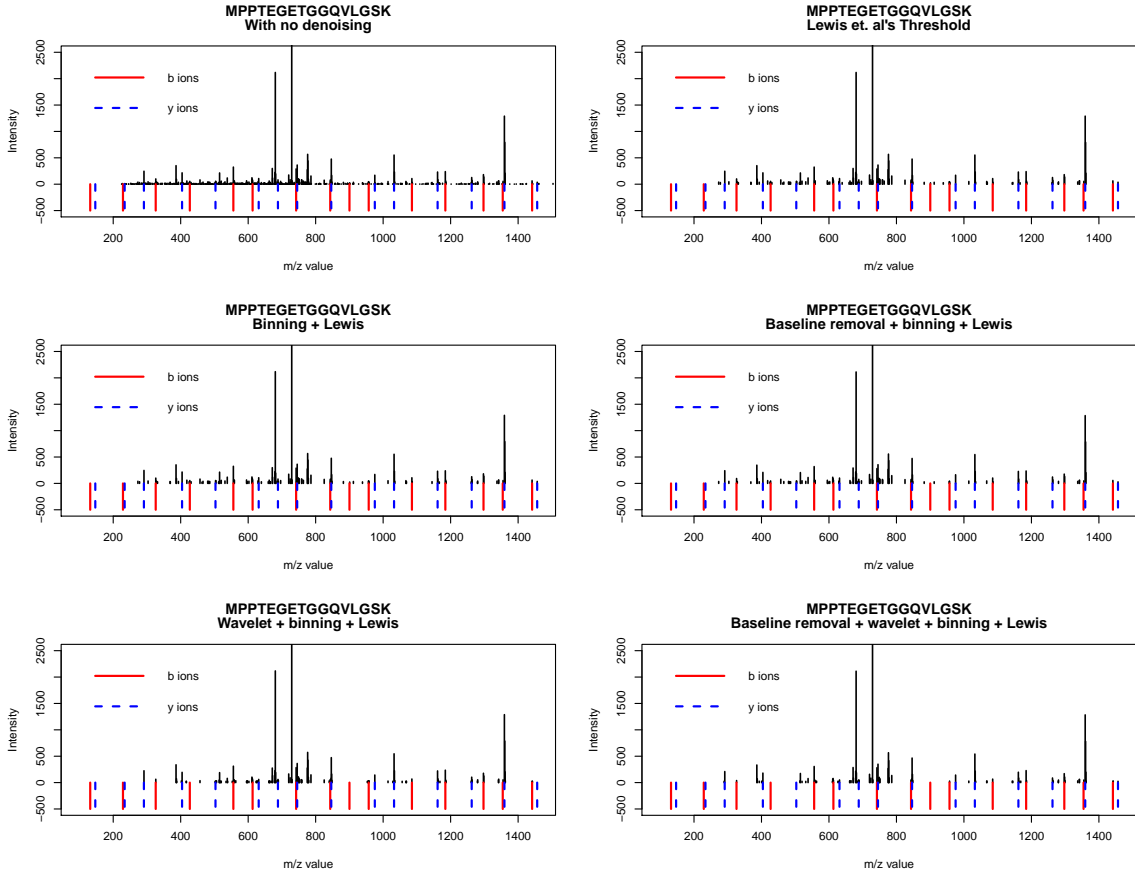 MPPTEGETGGQVLGSK
With no denoising
Intensity
2500
1500
500
0
−500
b ions
y ions
200 400 600 800 1000 1200 1400
m/z value
MPPTEGETGGQVLGSK
Lewis et. al's Threshold
Intensity
2500
1500
500
0
−500
b ions
y ions
200 400 600 800 1000 1200 1400
m/z value
MPPTEGETGGQVLGSK
Binning + Lewis
Intensity
2500
1500
500
0
−500
b ions
y ions
200 400 600 800 1000 1200 1400
m/z value
MPPTEGETGGQVLGSK
Baseline removal + binning + Lewis
Intensity
2500
1500
500
0
−500
b ions
y ions
200 400 600 800 1000 1200 1400
m/z value
MPPTEGETGGQVLGSK
Wavelet + binning + Lewis
Intensity
2500
1500
500
0
−500
b ions
y ions
200 400 600 800 1000 1200 1400
m/z value
MPPTEGETGGQVLGSK
Baseline removal + wavelet + binning + Lewis
Intensity
2500
1500
500
0
−500
b ions
y ions
200 400 600 800 1000 1200 1400
m/z value